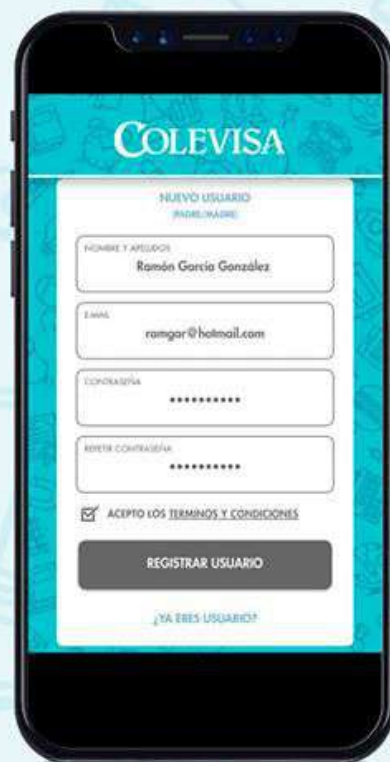 COLEVISA
NUEVO USUARIO
(PADRE/MADRE)
NOMBRE Y APELLIDOS
Ramón García González
E-MAIL
ramgar@hotmail.com
CONTRASEÑA
••••••••••
REPETIR CONTRASEÑA
••••••••••
ACEPTO LOS TERMINOS Y CONDICIONES
REGISTRAR USUARIO
¿YA ERES USUARIO?